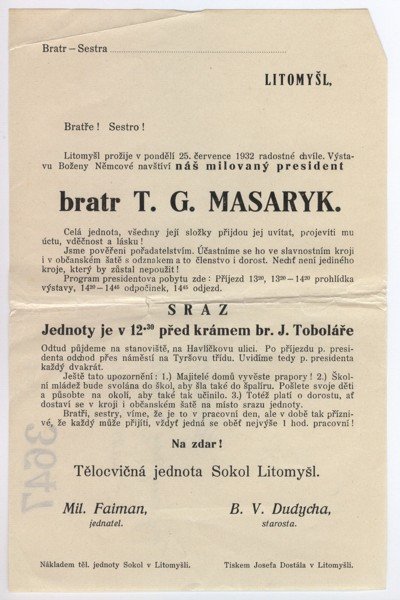 Bratr – Sestra
LITOMYŠL,
Bratře! Sestro!
Litomyšl prožije v pondělí 25. července 1932 radostné chvíle. Výsta-
vu Boženy Němcové navštíví náš milovaný president
bratr T. G. MASARYK.
Celá jednota, všechny její složky přijdou jej uvítat, projeviti mu
úctu, vděčnost a lásku!
Jsme pověřeni pořadatelstvím. Účastníme se ho ve slavnostním kroji
i v občanském šatě s odznakem a to členstvo i dorost. Nechť není jediného
kroje, který by zůstal nepoužit!
Program presidentova pobytu zde: Příjezd 13²⁰, 13²⁰ – 14²⁰ prohlídka
výstavy, 14²⁰ – 14⁴⁵ odpočinek, 14⁴⁵ odjezd.
SRAZ
Jednoty je v 12·³⁰ před krámem br. J. Toboláře
Odtud půjdeme na stanoviště, na Havlíčkovu ulici. Po příjezdu p. presi-
denta odchod přes náměstí na Tyršovu třídu. Uvidíme tedy p. presidenta
každý dvakrát.
Ještě tato upozornění: 1.) Majitelé domů vyvěste prapory! 2.) Škol-
ní mládež bude svolána do škol, aby šla také do špalíru. Pošlete svoje děti
a působte na okolí, aby také tak učinilo. 3.) Totéž platí o dorostu, ať
dostaví se v kroji i občanském šatě na místo srazu jednoty.
Bratři, sestry, víme, že je to v pracovní den, ale v době tak přízni-
vé, že každý může přijíti, vždyť jedná se oběť nejvýše 1 hod. pracovní!
Na zdar!
Tělocvičná jednota Sokol Litomyšl.
Mil. Faiman, B. V. Dudycha,
jednatel. starosta.
Nákladem těl. jednoty Sokol v Litomyšli. Tiskem Josefa Dostála v Litomyšli.
3647